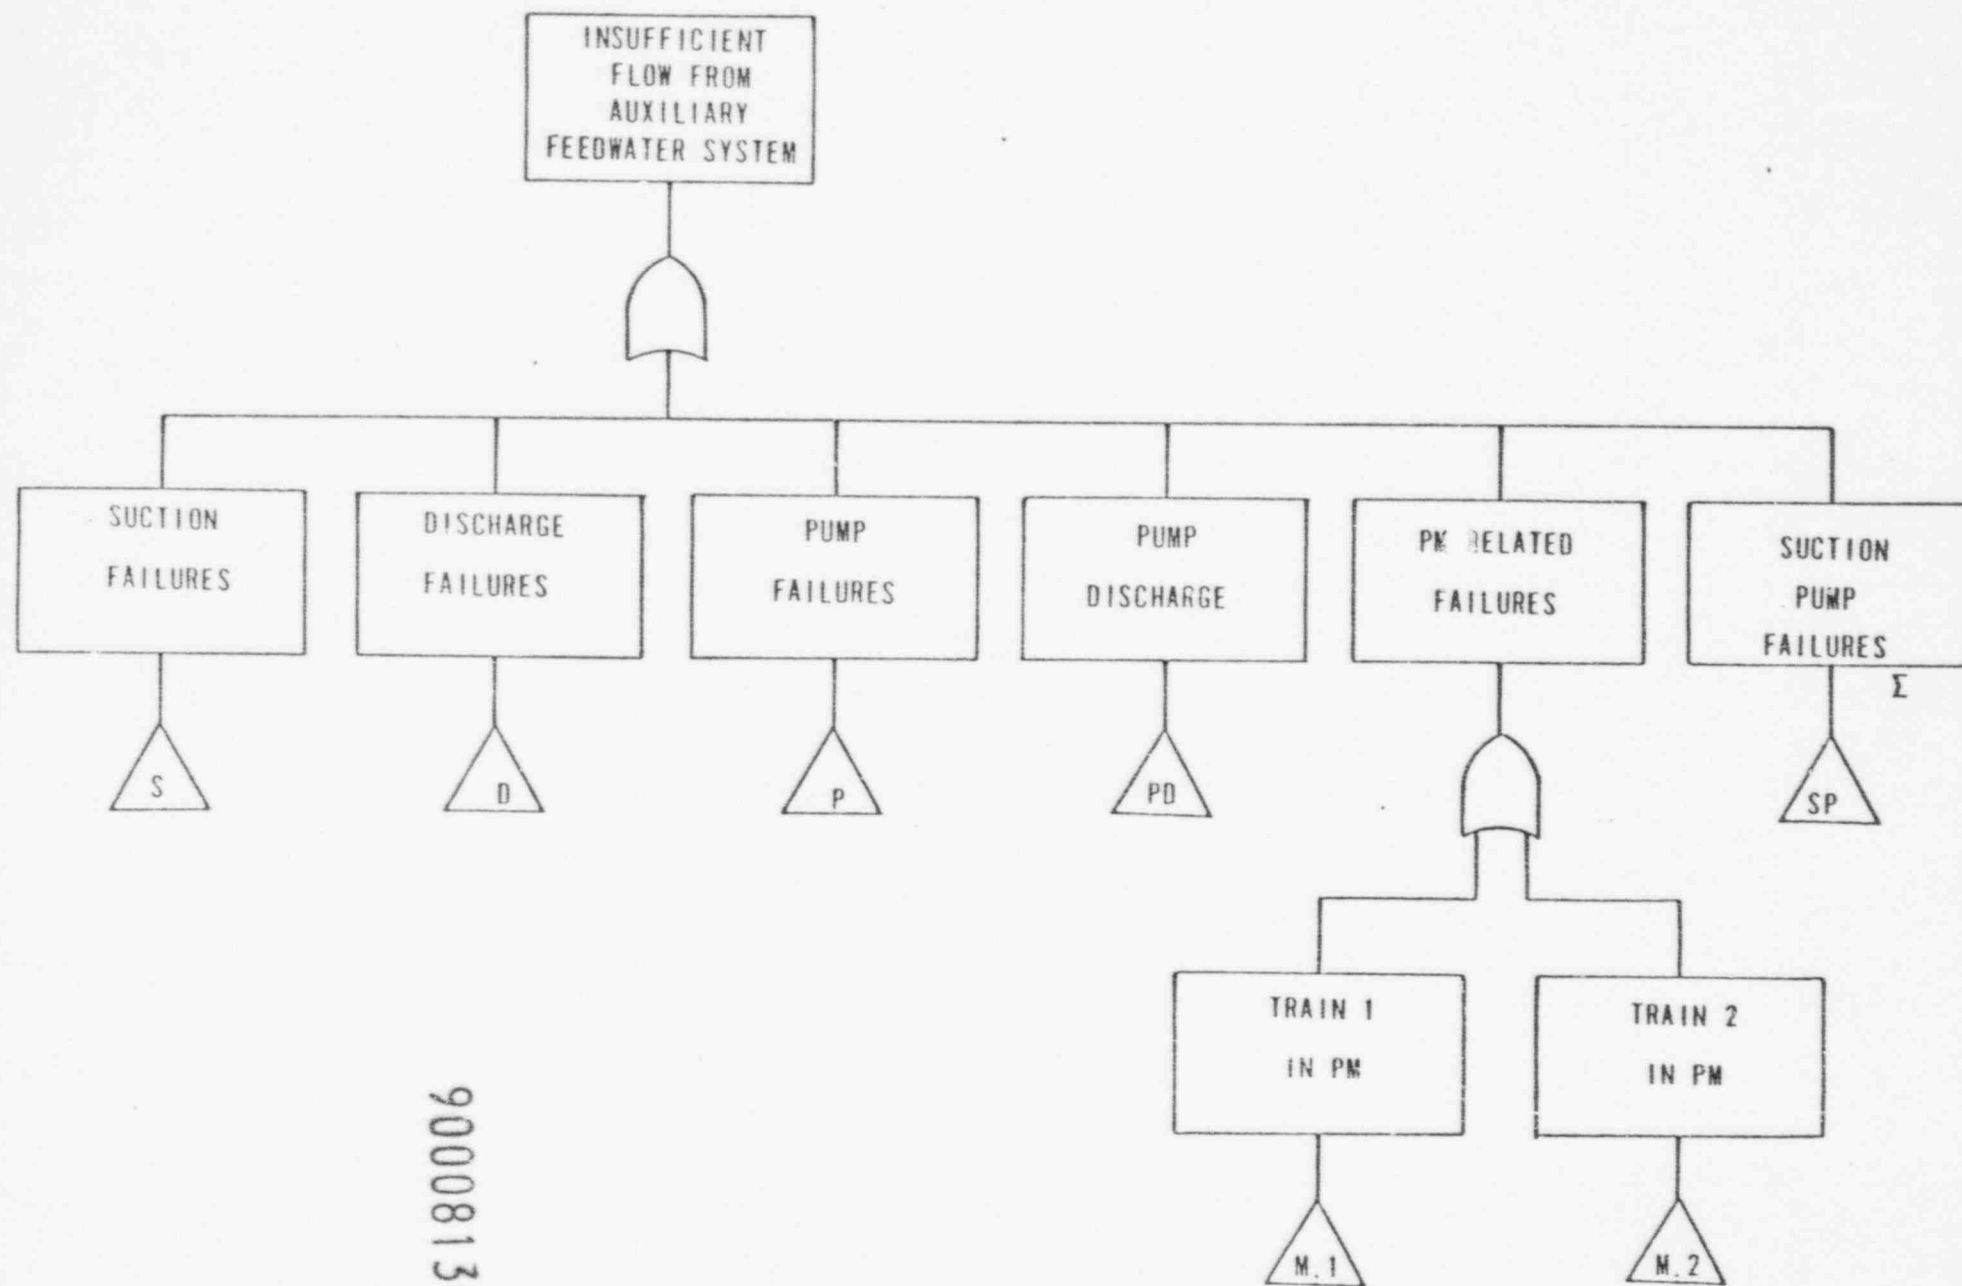 INSUFFICIENT
FLOW FROM
AUXILIARY
FEEDWATER SYSTEM
SUCTION
FAILURES
DISCHARGE
FAILURES
PUMP
FAILURES
PUMP
DISCHARGE
PM RELATED
FAILURES
SUCTION
PUMP
FAILURES
Σ
S
D
P
PD
SP
TRAIN 1
IN PM
TRAIN 2
IN PM
M.1
M.2
9000813